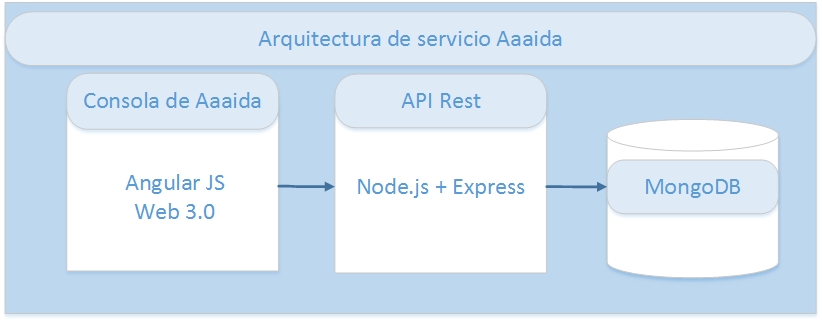 Arquitectura de servicio Aaaida
Consola de Aaaida
API Rest
Angular JS
Web 3.0
Node.js + Express
MongoDB